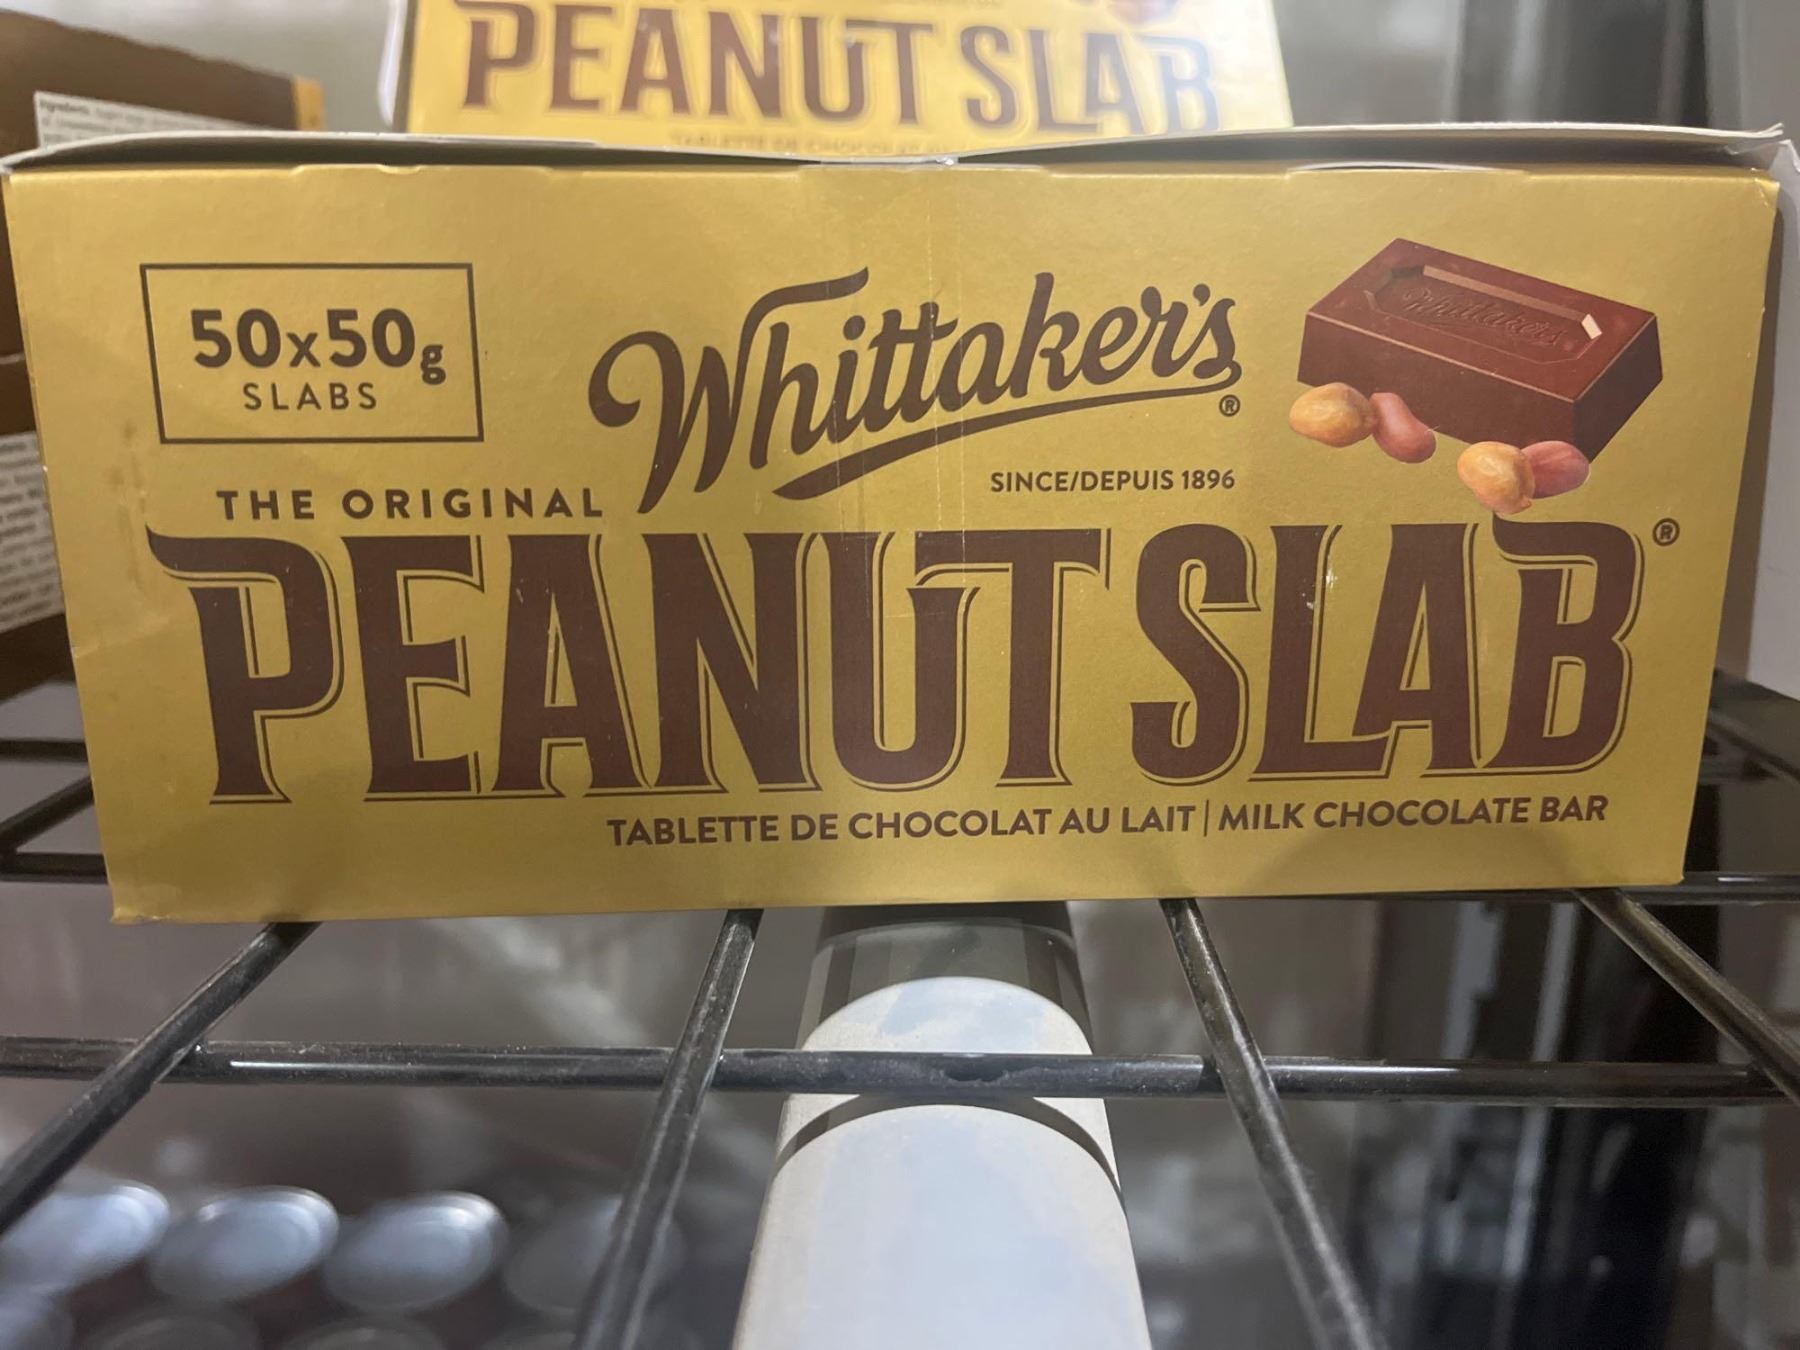 PEANUT SLAB
50x50g
SLABS
Whittaker's®
SINCE/DEPUIS 1896
THE ORIGINAL
PEANUT SLAB®
TABLETTE DE CHOCOLAT AU LAIT | MILK CHOCOLATE BAR